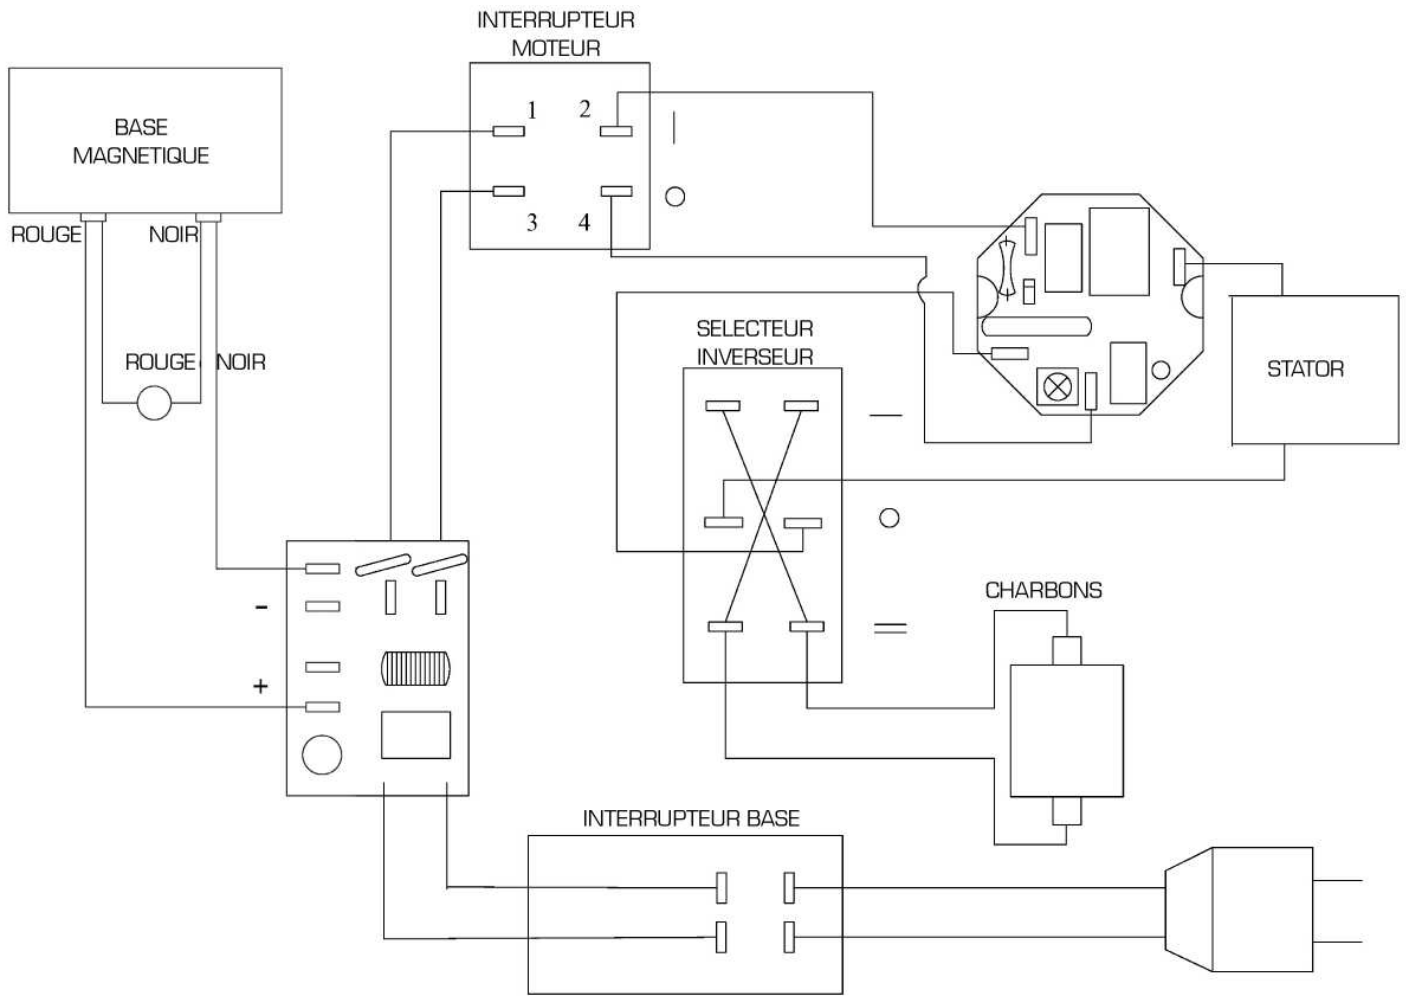 INTERRUPTEUR
MOTEUR
BASE
MAGNETIQUE
1
2
3
4
ROUGE
NOIR
ROUGE
NOIR
SELECTEUR
INVERSEUR
STATOR
-
+
CHARBONS
INTERRUPTEUR BASE